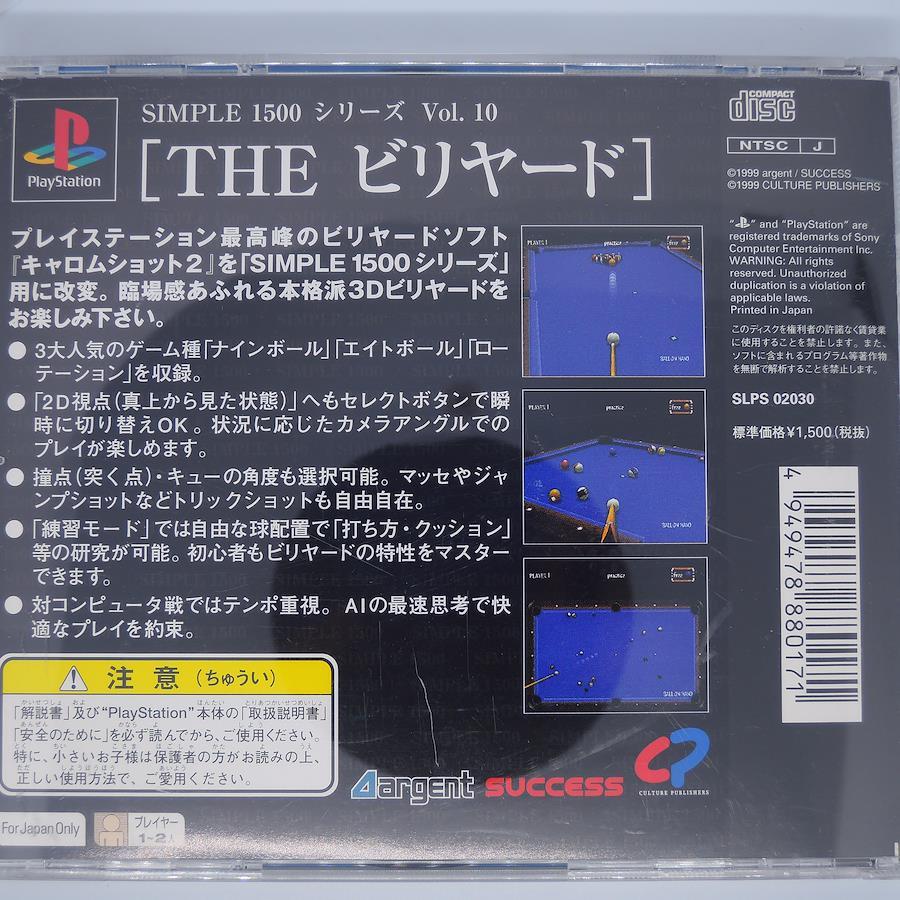 PlayStation
SIMPLE 1500 シリーズ Vol. 10
[THE ビリヤード]
COMPACT
disc
NTSC J
©1999 argent / SUCCESS
©1999 CULTURE PUBLISHERS
プレイステーション最高峰のビリヤードソフト
『キャロムショット2』を「SIMPLE 1500 シリーズ」
用に改変。臨場感あふれる本格派3Dビリヤードを
お楽しみ下さい。
● 3大人気のゲーム種「ナインボール」「エイトボール」「ロー
テーション」を収録。
● 「2D視点(真上から見た状態)」へもセレクトボタンで瞬
時に切り替えOK。状況に応じたカメラアングルでの
プレイが楽しめます。
● 撞点(突く点)・キューの角度も選択可能。マッセやジャ
ンプショットなどトリックショットも自由自在。
● 「練習モード」では自由な球配置で「打ち方・クッション」
等の研究が可能。初心者もビリヤードの特性をマスター
できます。
● 対コンピュータ戦ではテンポ重視。AIの最速思考で快
適なプレイを約束。
PLAYER 1
BALL ON HAND
PLAYER 1 practice free
BALL ON HAND
PLAYER 1 practice free
BALL ON HAND
" " and "PlayStation" are
registered trademarks of Sony
Computer Entertainment Inc.
WARNING: All rights
reserved. Unauthorized
duplication is a violation of
applicable laws.
Printed in Japan
このディスクを権利者の許諾なく賃貸業
に使用することを禁止します。また、
ソフトに含まれるプログラム等著作物
を無断で解析することを禁止します。
SLPS 02030
標準価格¥1,500(税抜)
4 949478 880171
注意(ちゅうい)
「解説書」及び"PlayStation"本体の「取扱説明書」
「安全のために」を必ず読んでから、ご使用ください。
特に、小さいお子様は保護者の方がお読みの上、
正しい使用方法で、ご愛用ください。
argent SUCCESS
CULTURE PUBLISHERS
For Japan Only
プレイヤー
1~2人